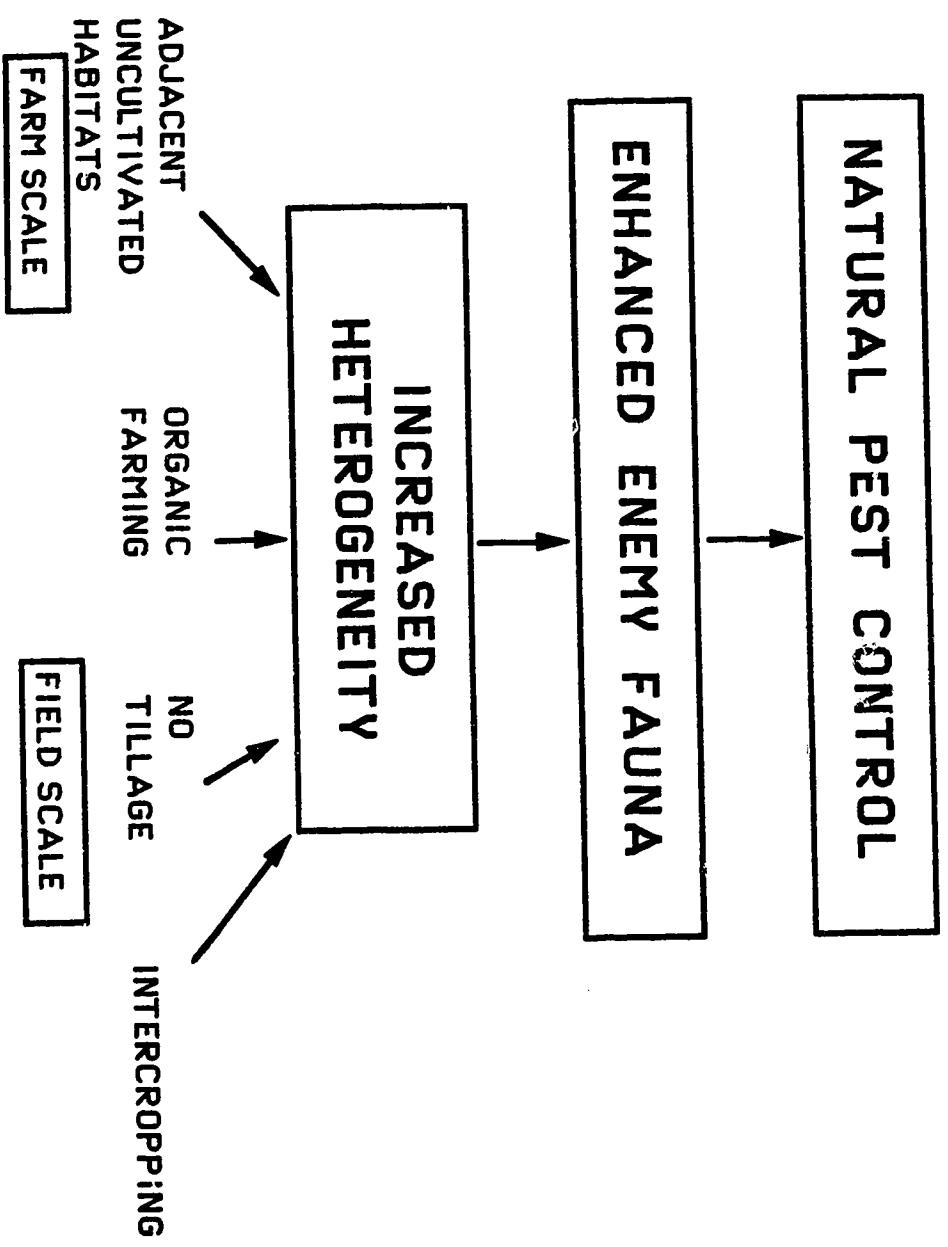 NATURAL PEST CONTROL
ENHANCED ENEMY FAUNA
INCREASED
HETEROGENEITY
ADJACENT
UNCULTIVATED
HABITATS
FARM SCALE
ORGANIC
FARMING
NO
TILLAGE
FIELD SCALE
INTERCROPPING